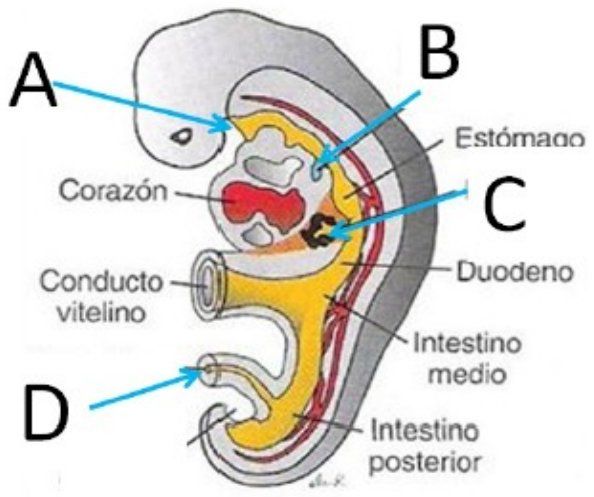 A
B
Estómago
Corazón
C
Conducto
vitelino
Duodeno
Intestino
medio
D
Intestino
posterior